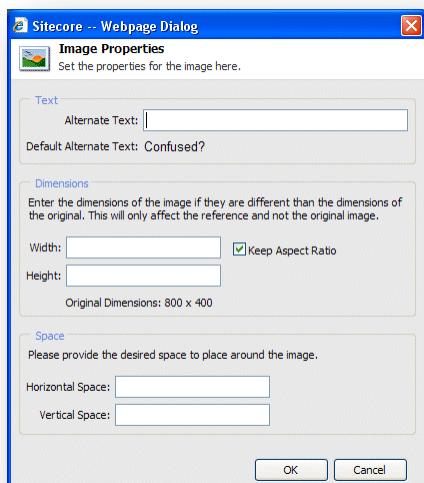 Sitecore -- Webpage Dialog
Image Properties
Set the properties for the image here.
Text
Alternate Text:
Default Alternate Text: Confused?
Dimensions
Enter the dimensions of the image if they are different than the dimensions of
the original. This will only affect the reference and not the original image.
Width:
Keep Aspect Ratio
Height:
Original Dimensions: 800 x 400
Space
Please provide the desired space to place around the image.
Horizontal Space:
Vertical Space:
OK Cancel